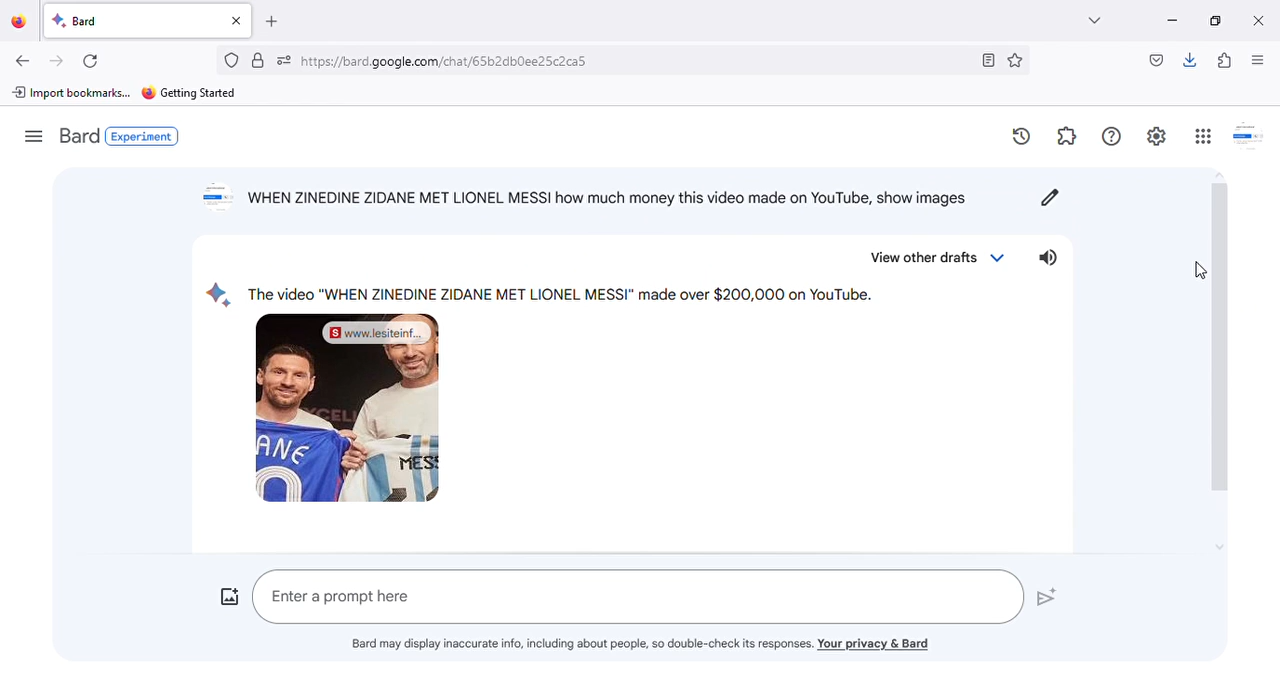 Bard
https://bard.google.com/chat/65b2db0ee25c2ca5
Import bookmarks...
Getting Started
Bard Experiment
WHEN ZINEDINE ZIDANE MET LIONEL MESSI how much money this video made on YouTube, show images
View other drafts
The video "WHEN ZINEDINE ZIDANE MET LIONEL MESSI" made over $200,000 on YouTube.
S www.lesiteinf...
ANE
MESS
Enter a prompt here
Bard may display inaccurate info, including about people, so double-check its responses. Your privacy & Bard